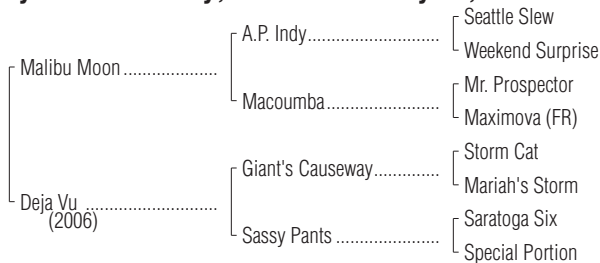 A.P. Indy
Seattle Slew
Weekend Surprise
Malibu Moon
Macoumba
Mr. Prospector
Maximova (FR)
Giant's Causeway
Storm Cat
Mariah's Storm
Deja Vu
(2006)
Sassy Pants
Saratoga Six
Special Portion